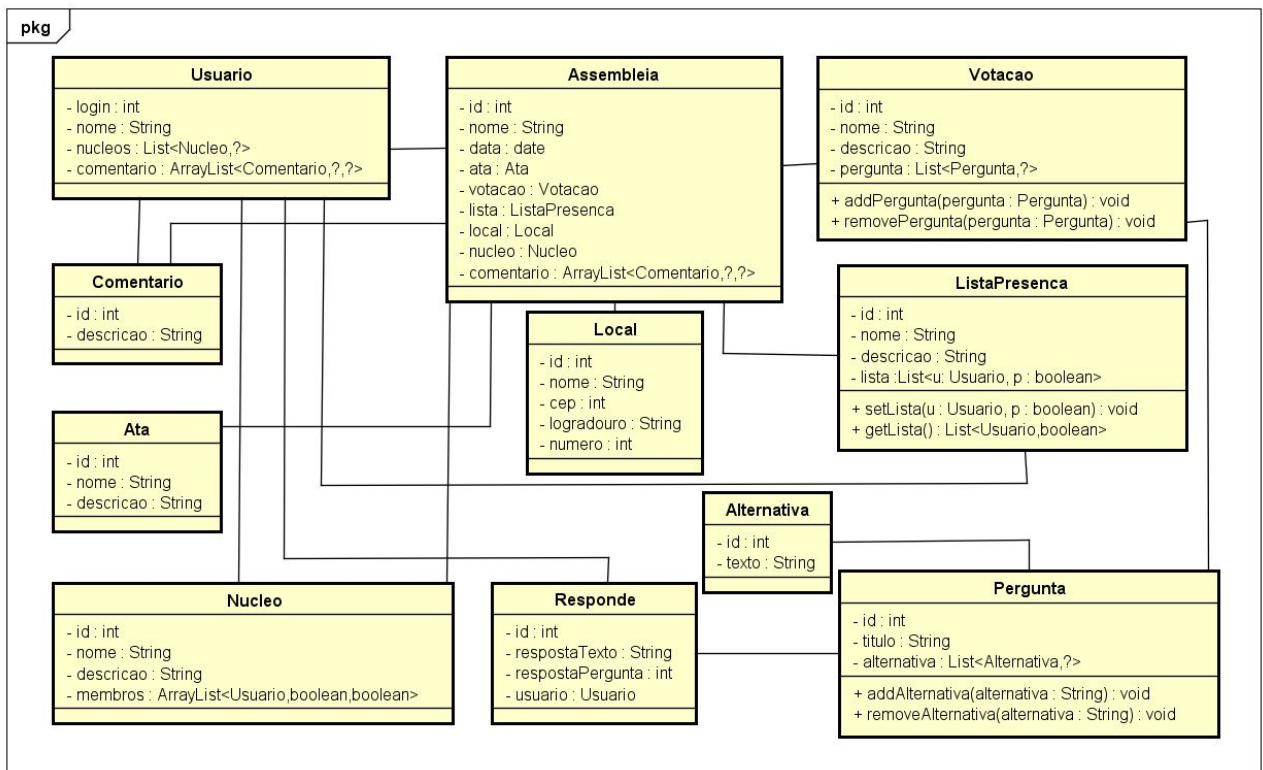 pkg
Usuario
- login : int
- nome : String
- nucleos : List<Nucleo,?>
- comentario : ArrayList<Comentario,?,?>
Assembleia
- id : int
- nome : String
- data : date
- ata : Ata
- votacao : Votacao
- lista : ListaPresenca
- local : Local
- nucleo : Nucleo
- comentario : ArrayList<Comentario,?,?>
Votacao
- id : int
- nome : String
- descricao : String
- pergunta : List<Pergunta,?>
+ addPergunta(pergunta : Pergunta) : void
+ removePergunta(pergunta : Pergunta) : void
Comentario
- id : int
- descricao : String
Local
- id : int
- nome : String
- cep : int
- logradouro : String
- numero : int
ListaPresenca
- id : int
- nome : String
- descricao : String
- lista :List<u: Usuario, p : boolean>
+ setLista(u : Usuario, p : boolean) : void
+ getLista() : List<Usuario,boolean>
Ata
- id : int
- nome : String
- descricao : String
Alternativa
- id : int
- texto : String
Nucleo
- id : int
- nome : String
- descricao : String
- membros : ArrayList<Usuario,boolean,boolean>
Responde
- id : int
- respostaTexto : String
- respostaPergunta : int
- usuario : Usuario
Pergunta
- id : int
- titulo : String
- alternativa : List<Alternativa,?>
+ addAlternativa(alternativa : String) : void
+ removeAlternativa(alternativa : String) : void